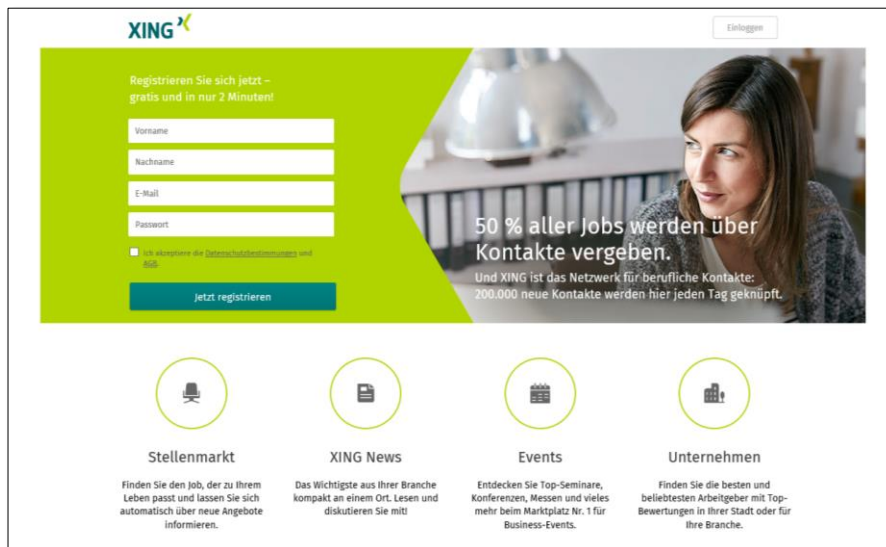 XING
Einloggen
Registrieren Sie sich jetzt –
gratis und in nur 2 Minuten!
Vorname
Nachname
E-Mail
Passwort
Ich akzeptiere die Datenschutzbestimmungen und
AGB.
Jetzt registrieren
50 % aller Jobs werden über
Kontakte vergeben.
Und XING ist das Netzwerk für berufliche Kontakte:
200.000 neue Kontakte werden hier jeden Tag geknüpft.
Stellenmarkt
Finden Sie den Job, der zu Ihrem
Leben passt und lassen Sie sich
automatisch über neue Angebote
informieren.
XING News
Das Wichtigste aus Ihrer Branche
kompakt an einem Ort. Lesen und
diskutieren Sie mit!
Events
Entdecken Sie Top-Seminare,
Konferenzen, Messen und vieles
mehr beim Marktplatz Nr. 1 für
Business-Events.
Unternehmen
Finden Sie die besten und
beliebtesten Arbeitgeber mit Top-
Bewertungen in Ihrer Stadt oder für
Ihre Branche.